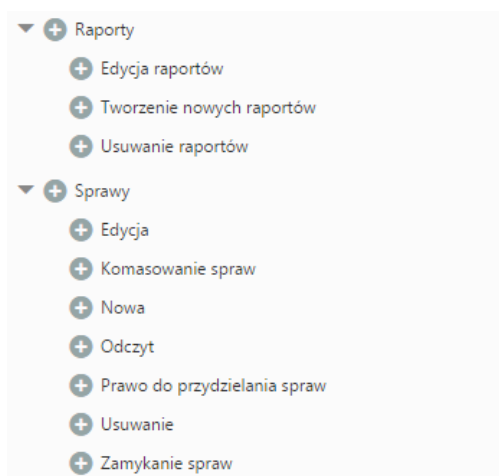 Raporty
Edycja raportów
Tworzenie nowych raportów
Usuwanie raportów
Sprawy
Edycja
Komasowanie spraw
Nowa
Odczyt
Prawo do przydzielania spraw
Usuwanie
Zamykanie spraw